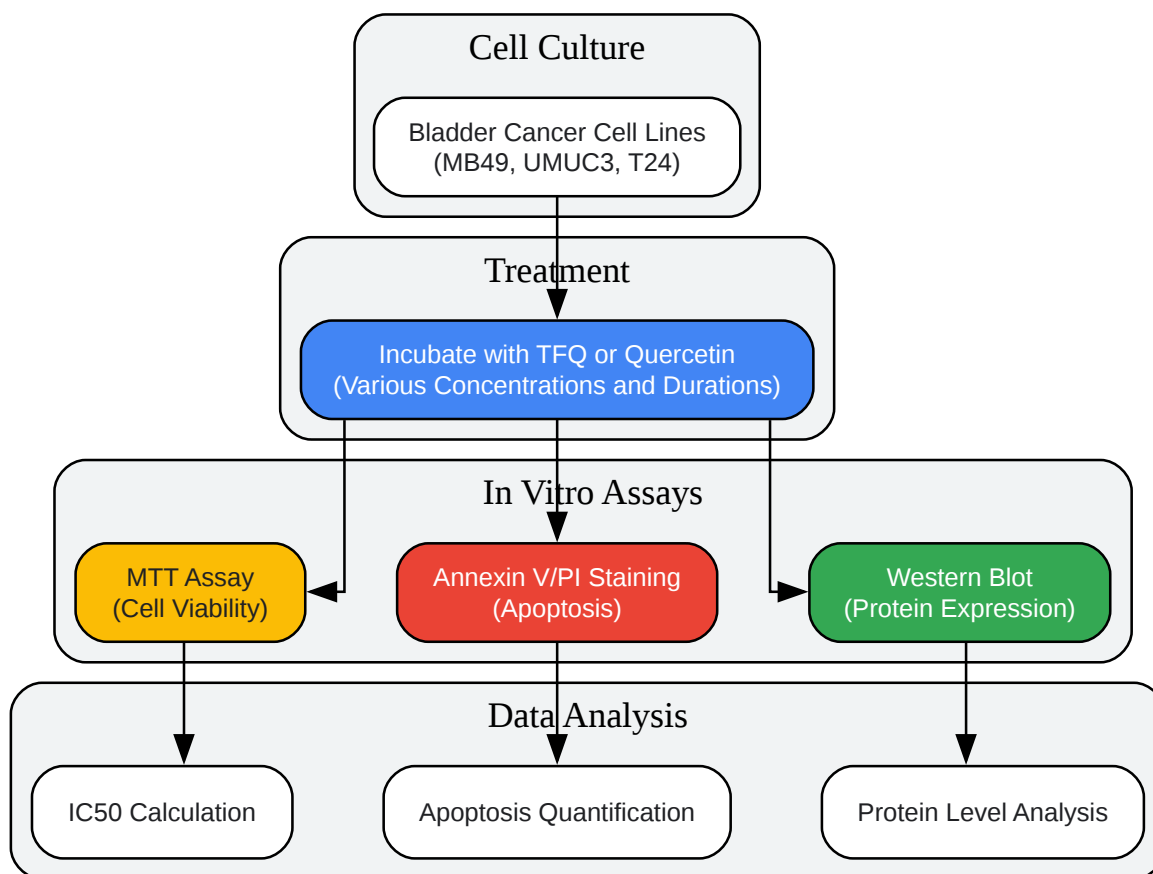 Cell Culture
Bladder Cancer Cell Lines
(MB49, UMUC3, T24)
Treatment
Incubate with TFQ or Quercetin
(Various Concentrations and Durations)
In Vitro Assays
MTT Assay
(Cell Viability)
Annexin V/PI Staining
(Apoptosis)
Western Blot
(Protein Expression)
Data Analysis
IC50 Calculation
Apoptosis Quantification
Protein Level Analysis